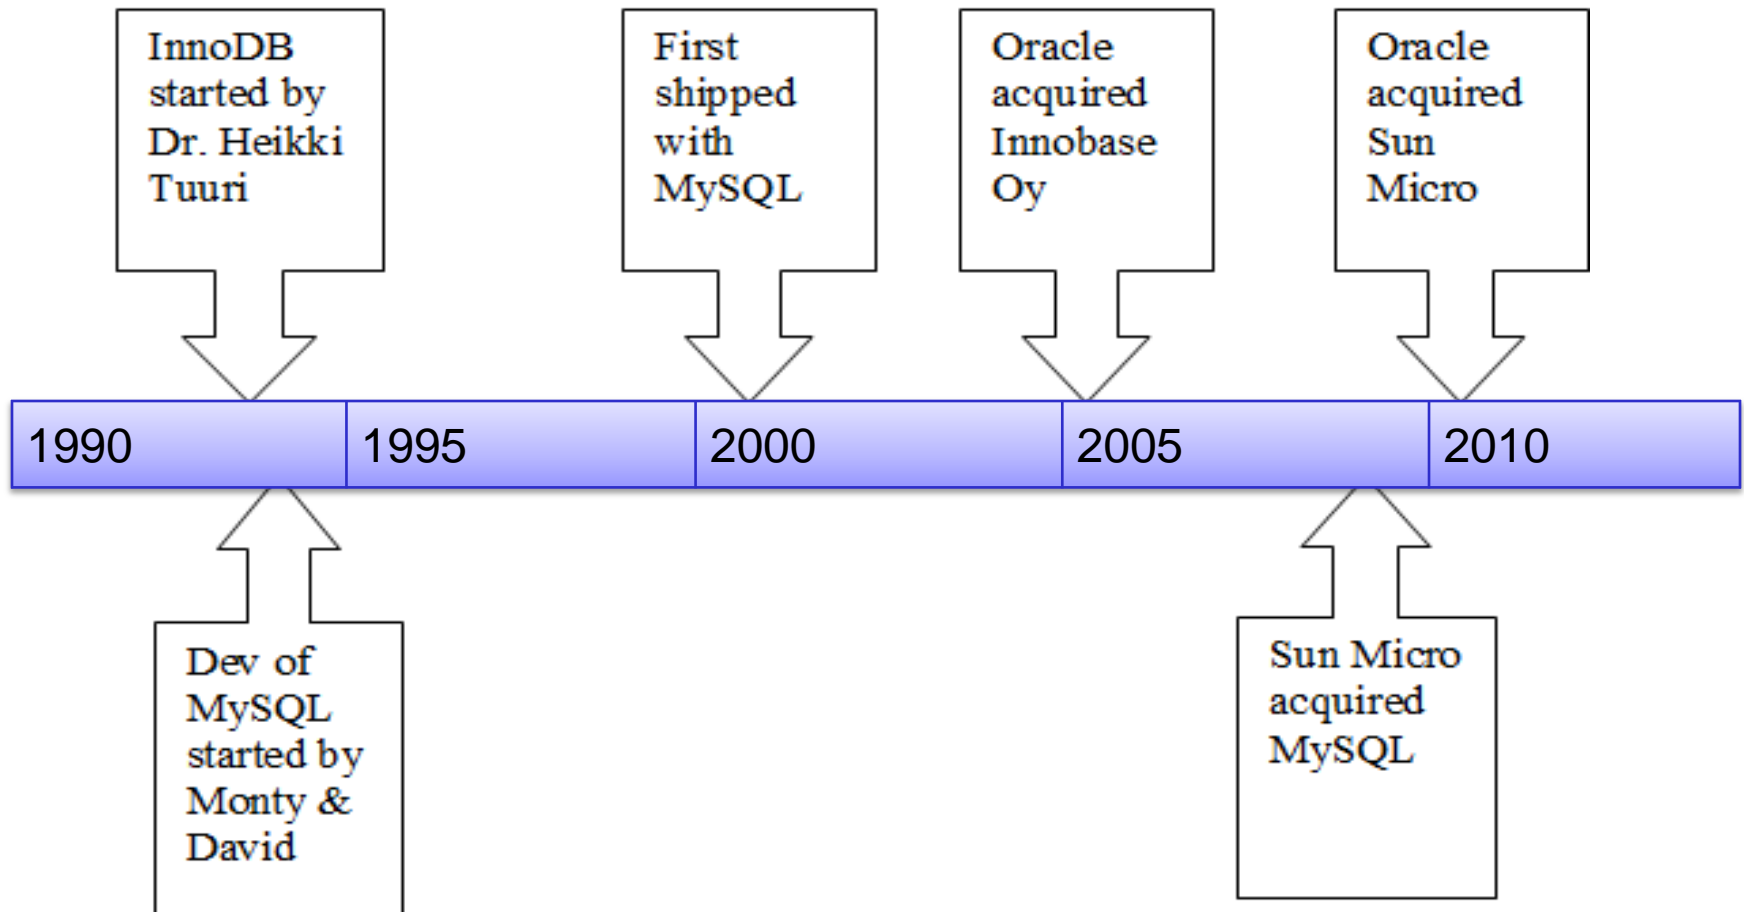 InnoDB
started by
Dr. Heikki
Tuuri
First
shipped
with
MySQL
Oracle
acquired
Innobase
Oy
Oracle
acquired
Sun
Micro
1990
1995
2000
2005
2010
Dev of
MySQL
started by
Monty &
David
Sun Micro
acquired
MySQL